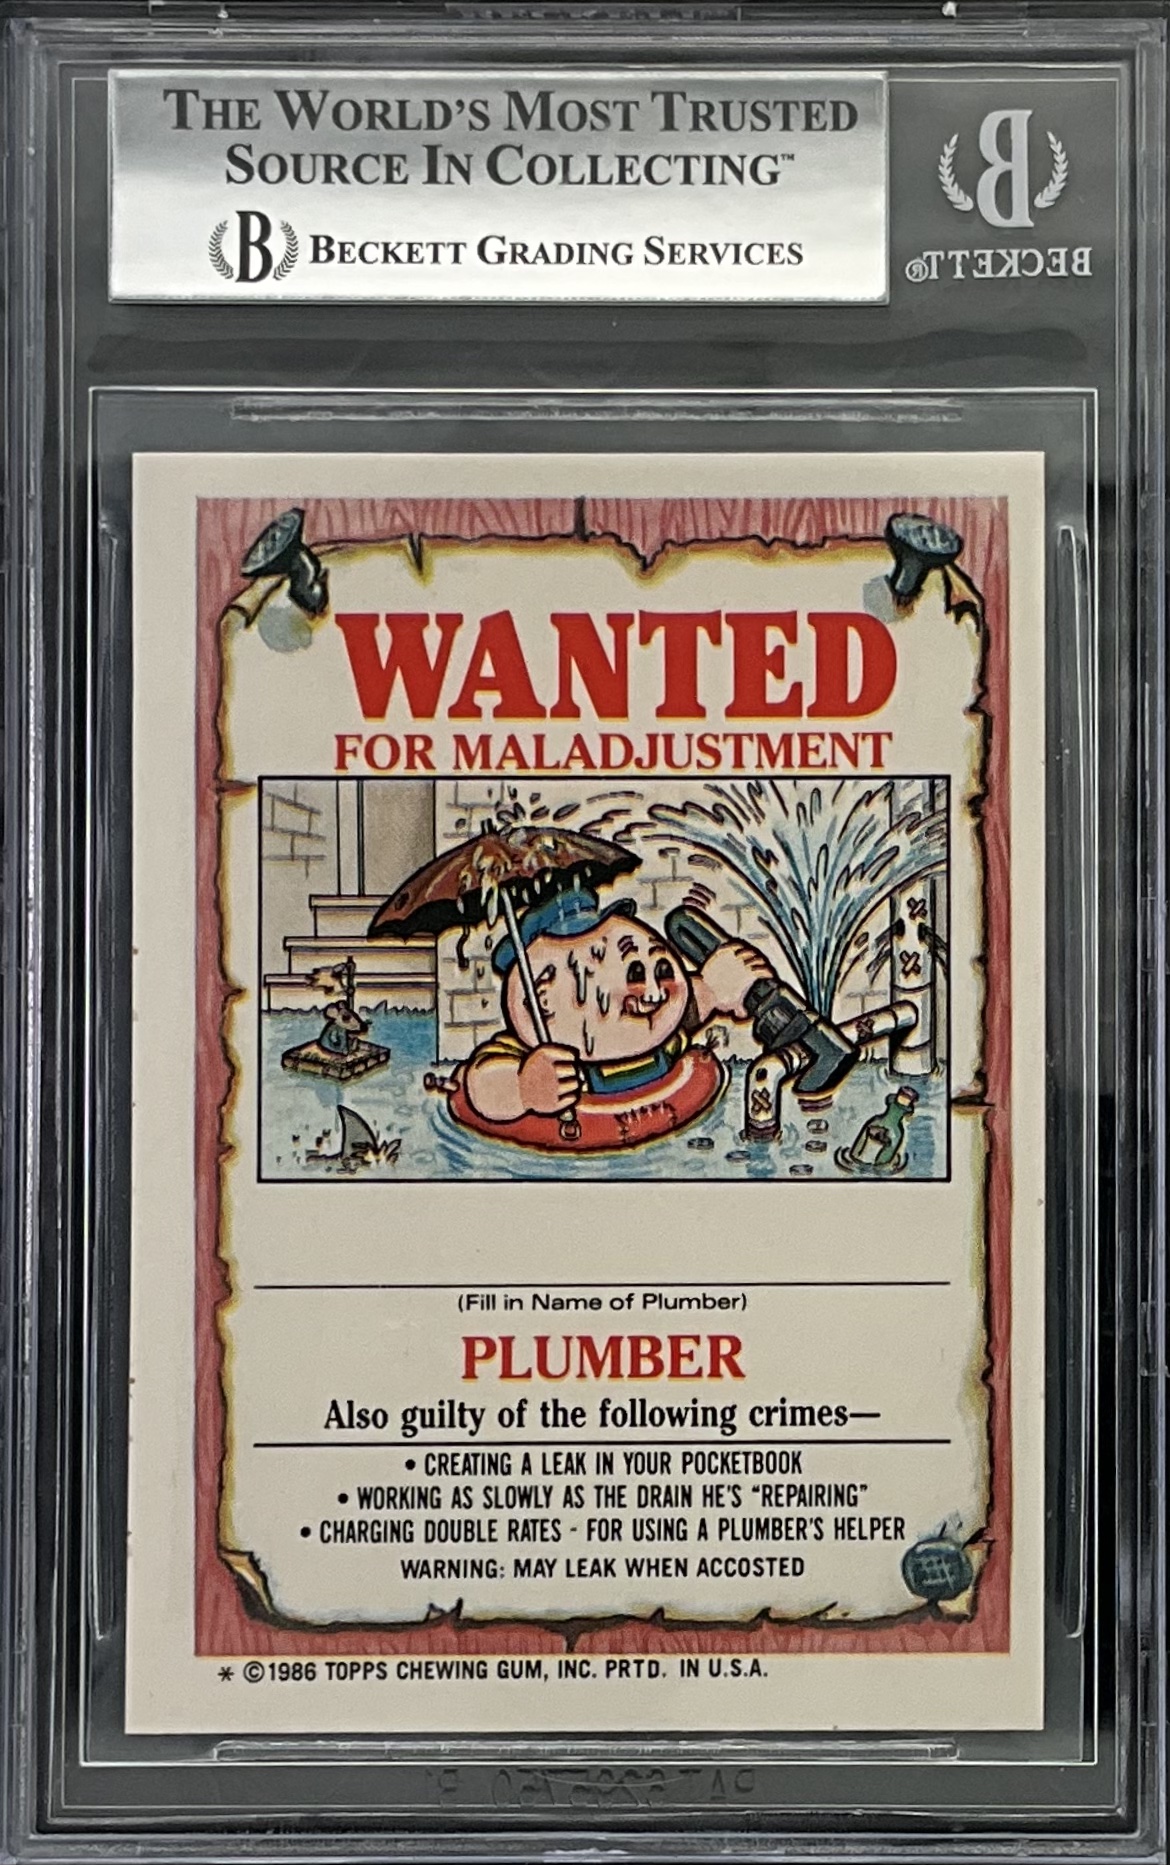 THE WORLD'S MOST TRUSTED
SOURCE IN COLLECTING™
B BECKETT GRADING SERVICES
B
BECKETT®
WANTED
FOR MALADJUSTMENT
(Fill in Name of Plumber)
PLUMBER
Also guilty of the following crimes—
• CREATING A LEAK IN YOUR POCKETBOOK
• WORKING AS SLOWLY AS THE DRAIN HE'S "REPAIRING"
• CHARGING DOUBLE RATES - FOR USING A PLUMBER'S HELPER
WARNING: MAY LEAK WHEN ACCOSTED
* ©1986 TOPPS CHEWING GUM, INC. PRTD. IN U.S.A.